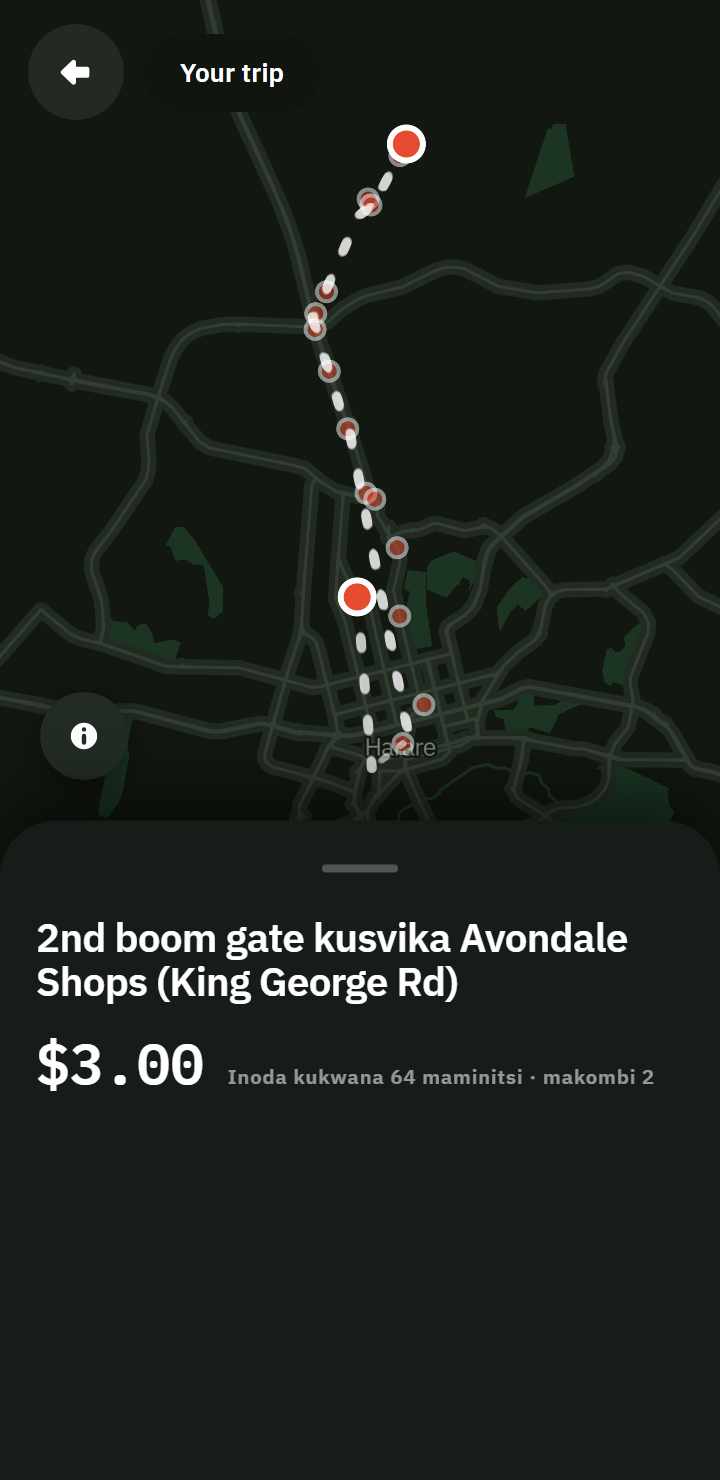 Your trip
Harare
2nd boom gate kusvika Avondale
Shops (King George Rd)
$3.00 Inoda kukwana 64 maminitsi · makombi 2